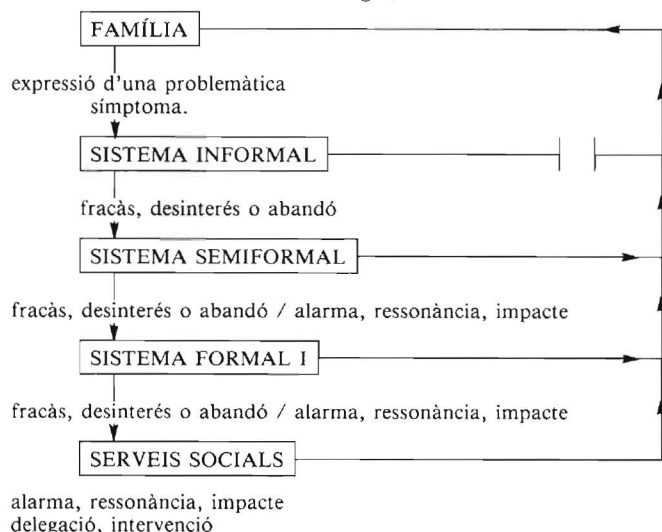 FAMÍLIA
expressió d'una problemàtica
símptoma.
SISTEMA INFORMAL
fracàs, desinterés o abandó
SISTEMA SEMIFORMAL
fracàs, desinterés o abandó / alarma, ressonància, impacte
SISTEMA FORMAL I
fracàs, desinterés o abandó / alarma, ressonància, impacte
SERVEIS SOCIALS
alarma, ressonància, impacte
delegació, intervenció